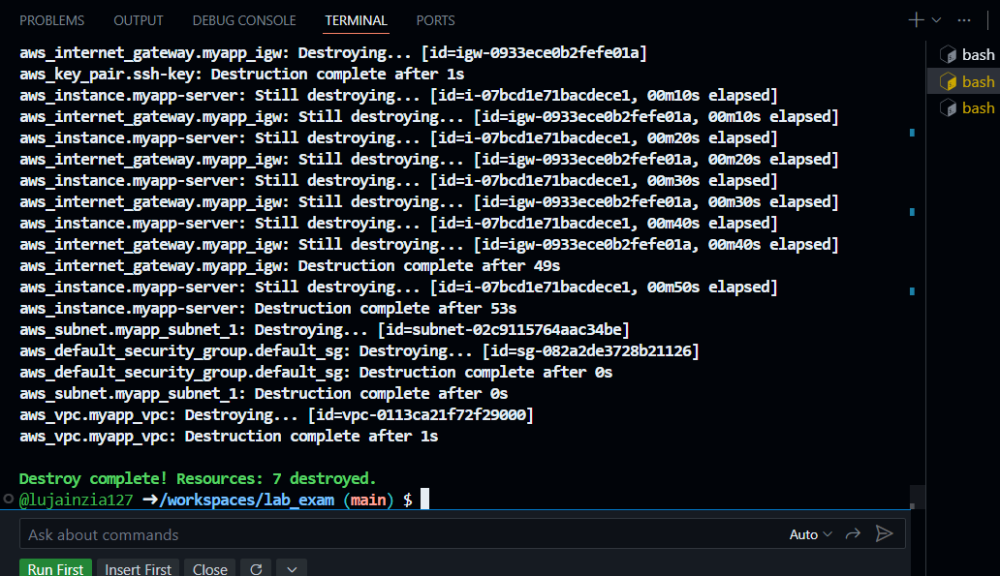 PROBLEMS OUTPUT DEBUG CONSOLE TERMINAL PORTS
aws_internet_gateway.myapp_igw: Destroying... [id=igw-0933ece0b2fefe01a]
aws_key_pair.ssh-key: Destruction complete after 1s
aws_instance.myapp-server: Still destroying... [id=i-07bcd1e71bacdece1, 00m10s elapsed]
aws_internet_gateway.myapp_igw: Still destroying... [id=igw-0933ece0b2fefe01a, 00m10s elapsed]
aws_instance.myapp-server: Still destroying... [id=i-07bcd1e71bacdece1, 00m20s elapsed]
aws_internet_gateway.myapp_igw: Still destroying... [id=igw-0933ece0b2fefe01a, 00m20s elapsed]
aws_instance.myapp-server: Still destroying... [id=i-07bcd1e71bacdece1, 00m30s elapsed]
aws_internet_gateway.myapp_igw: Still destroying... [id=igw-0933ece0b2fefe01a, 00m30s elapsed]
aws_instance.myapp-server: Still destroying... [id=i-07bcd1e71bacdece1, 00m40s elapsed]
aws_internet_gateway.myapp_igw: Still destroying... [id=igw-0933ece0b2fefe01a, 00m40s elapsed]
aws_internet_gateway.myapp_igw: Destruction complete after 49s
aws_instance.myapp-server: Still destroying... [id=i-07bcd1e71bacdece1, 00m50s elapsed]
aws_instance.myapp-server: Destruction complete after 53s
aws_subnet.myapp_subnet_1: Destroying... [id=subnet-02c9115764aac34be]
aws_default_security_group.default_sg: Destroying... [id=sg-082a2de3728b21126]
aws_default_security_group.default_sg: Destruction complete after 0s
aws_subnet.myapp_subnet_1: Destruction complete after 0s
aws_vpc.myapp_vpc: Destroying... [id=vpc-0113ca21f72f29000]
aws_vpc.myapp_vpc: Destruction complete after 1s
Destroy complete! Resources: 7 destroyed.
@lujainzia127 ➜/workspaces/lab_exam (main) $
bash
bash
bash
Ask about commands Auto
Run First Insert First Close